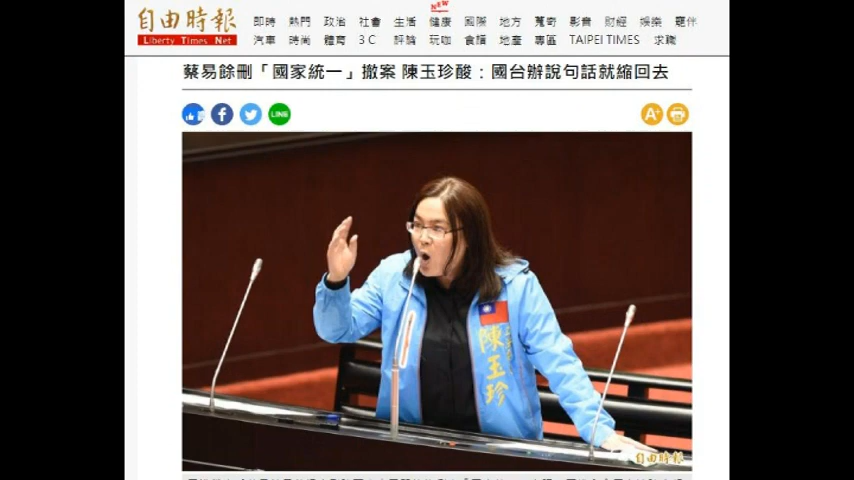 自由時報
Liberty Times Net
NEW
即時 熱門 政治 社會 生活 健康 國際 地方 蒐奇 影音 財經 娛樂 寵伴
汽車 時尚 體育 3 C 評論 玩咖 食譜 地產 專區 TAIPEI TIMES 求職
蔡易餘刪「國家統一」撤案 陳玉珍酸：國台辦說句話就縮回去
LINE
A+
陳玉珍
自由時報